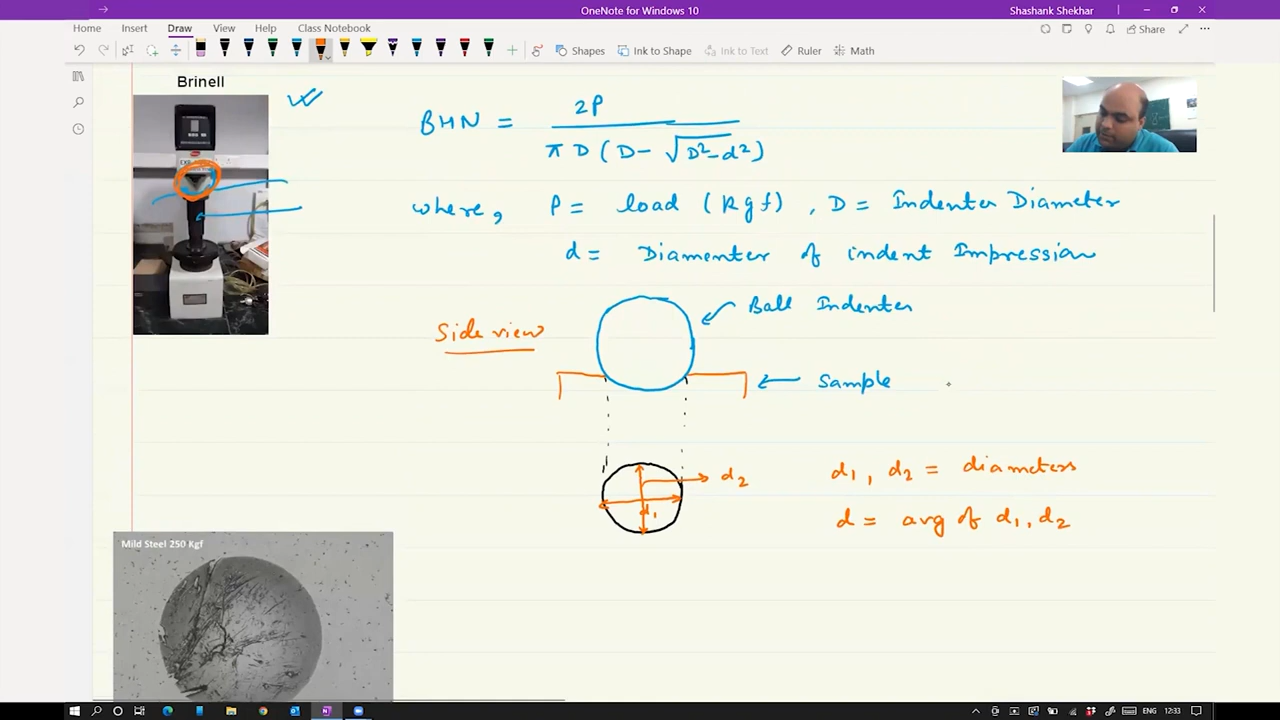 OneNote for Windows 10
Shashank Shekhar
Home Insert Draw View Help Class Notebook
Share
Shapes Ink to Shape Ink to Text Ruler Math
Brinell
BHN = 2P
π D ( D - √D²-d² )
where, P = load (kgf) , D = Indenter Diameter
d = Diamenter of indent Impression
Side view
Ball Indenter
Sample
d2
d1
d1, d2 = diameters
d = avg of d1, d2
Mild Steel 250 Kgf
ENG 12:33